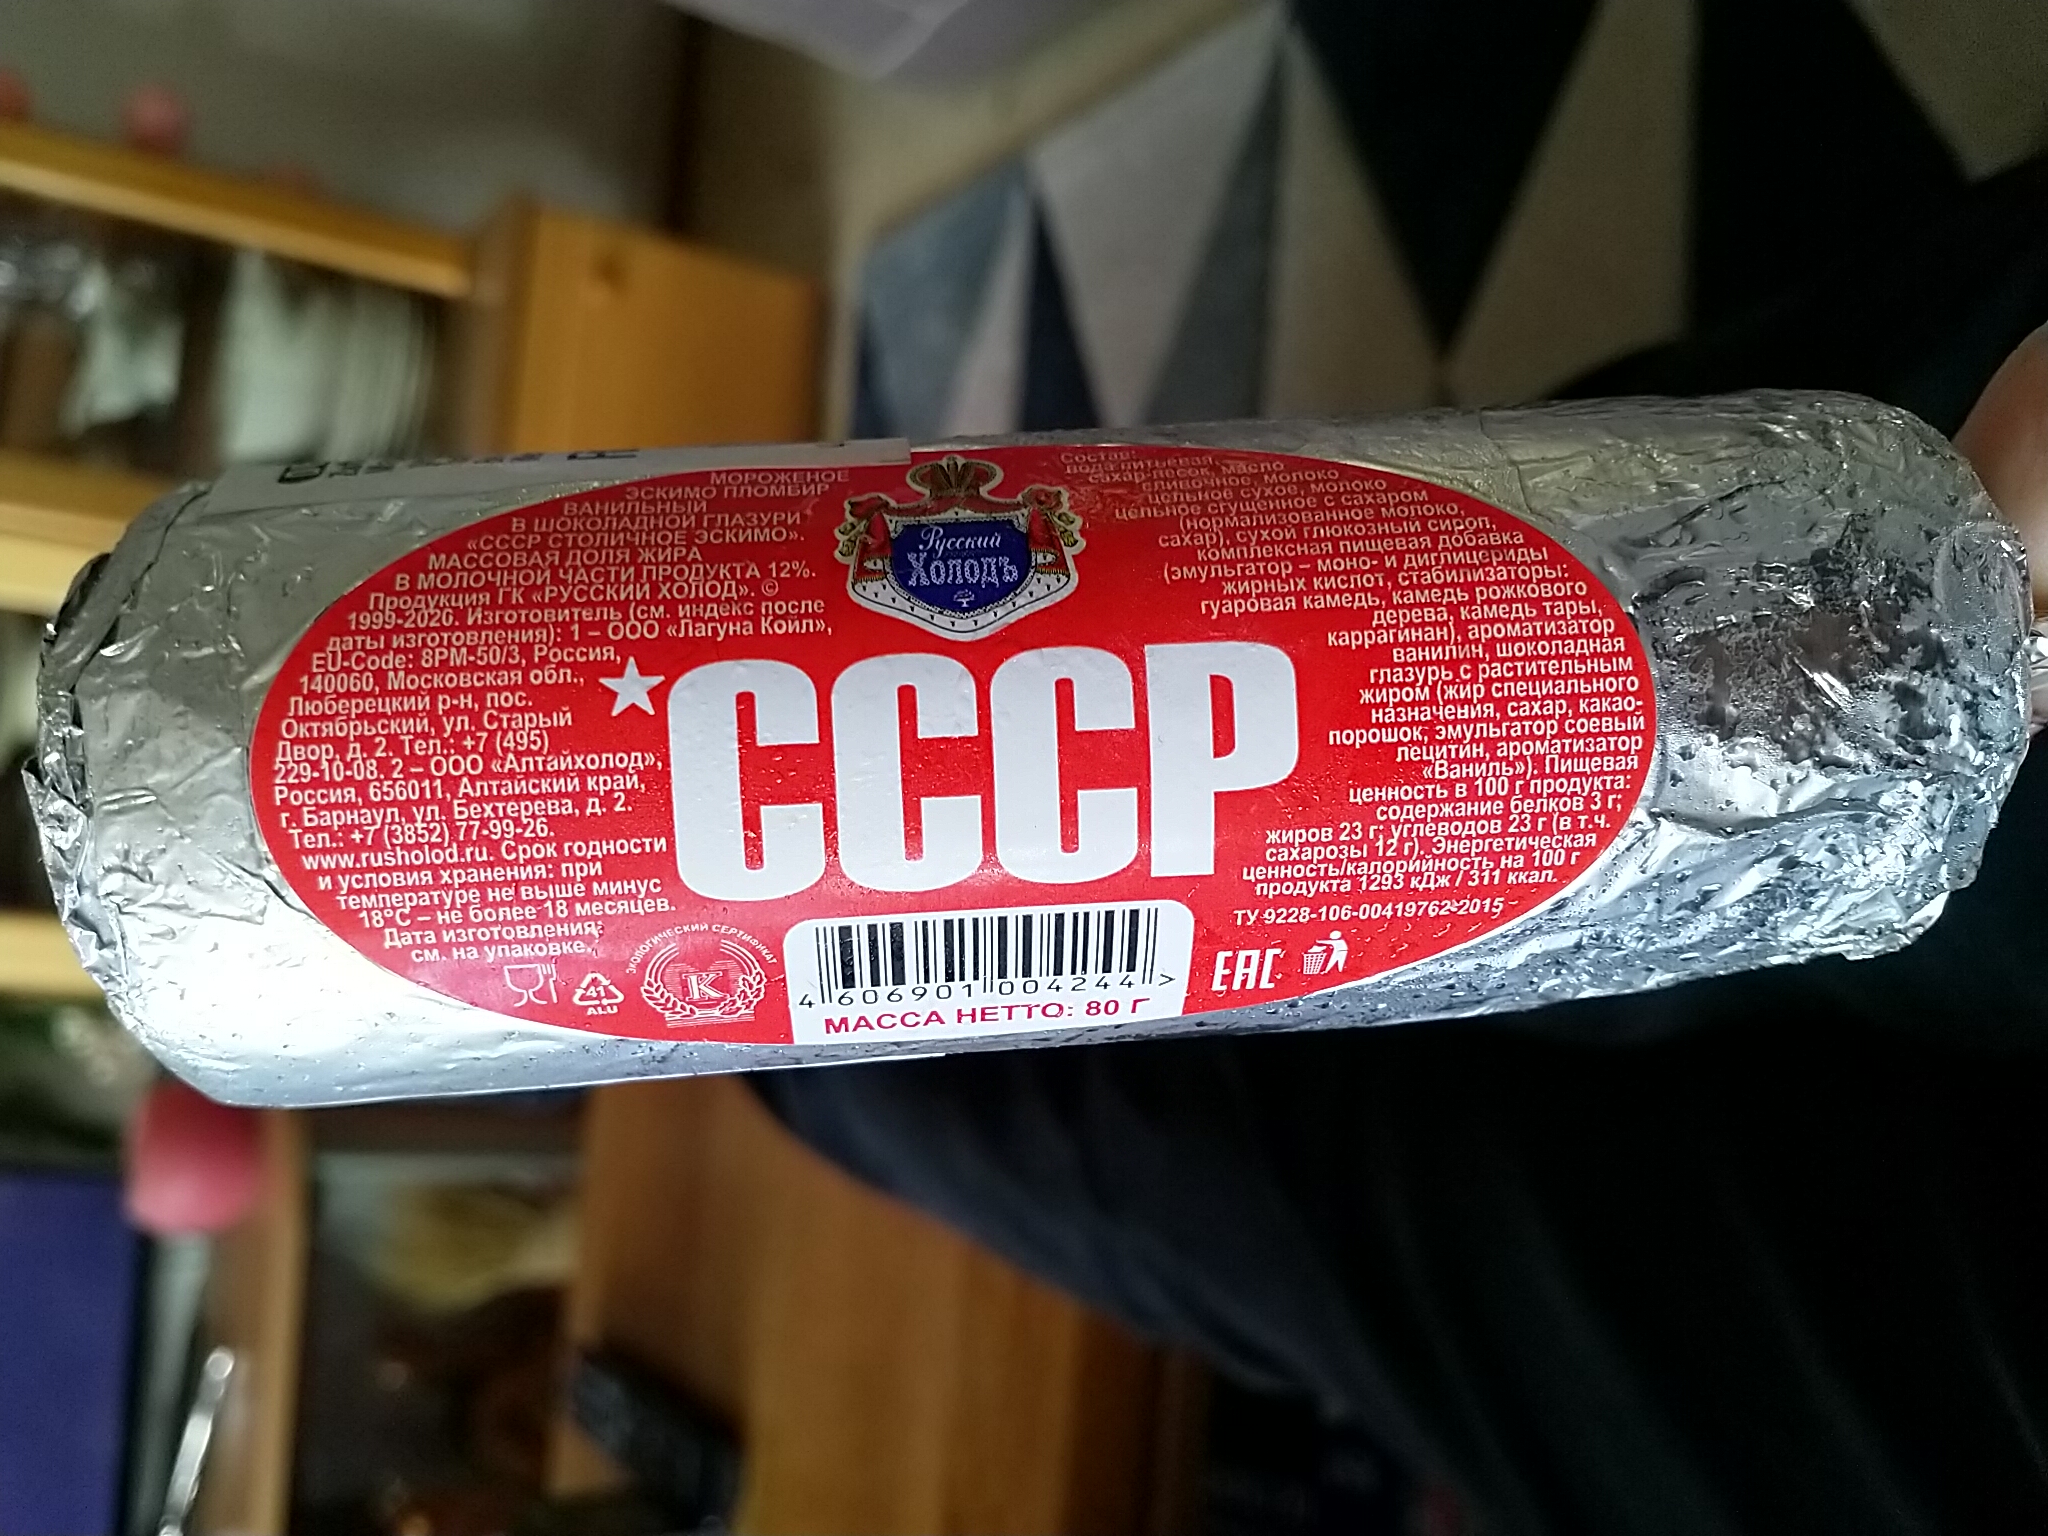 МОРОЖЕНОЕ
ЭСКИМО ПЛОМБИР
ВАНИЛЬНЫЙ
В ШОКОЛАДНОЙ ГЛАЗУРИ
«СССР СТОЛИЧНОЕ ЭСКИМО».
МАССОВАЯ ДОЛЯ ЖИРА
В МОЛОЧНОЙ ЧАСТИ ПРОДУКТА 12%.
Продукция ГК «РУССКИЙ ХОЛОД». ©
1999-2026. Изготовитель (см. индекс после
даты изготовления): 1 – ООО «Лагуна Койл»,
EU-Code: 8РМ-50/3, Россия,
140060, Московская обл.,
Люберецкий р-н, пос.
Октябрьский, ул. Старый
Двор, д. 2. Тел.: +7 (495)
229-10-08. 2 – ООО «Алтайхолод»,
Россия, 656011, Алтайский край,
г. Барнаул, ул. Бехтерева, д. 2.
Тел.: +7 (3852) 77-99-26.
www.rusholod.ru. Срок годности
и условия хранения: при
температуре не выше минус
18°С – не более 18 месяцев.
Дата изготовления:
см. на упаковке.
41
ALU
ЭКОЛОГИЧЕСКИЙ СЕРТИФИКАТ
К
Русский
Холодъ
СССР
4 606901 004244 >
МАССА НЕТТО: 80 Г
Состав:
вода питьевая,
сахар-песок, масло
сливочное, молоко
цельное сухое, молоко
цельное сгущенное с сахаром
(нормализованное молоко,
сахар), сухой глюкозный сироп,
комплексная пищевая добавка
(эмульгатор – моно- и диглицериды
жирных кислот, стабилизаторы:
гуаровая камедь, камедь рожкового
дерева, камедь тары,
каррагинан), ароматизатор
ванилин, шоколадная
глазурь с растительным
жиром (жир специального
назначения, сахар, какао-
порошок, эмульгатор соевый
лецитин, ароматизатор
«Ваниль»). Пищевая
ценность в 100 г продукта:
содержание белков 3 г;
жиров 23 г; углеводов 23 г (в т.ч.
сахарозы 12 г). Энергетическая
ценность/калорийность на 100 г
продукта 1293 кДж / 311 ккал.
ТУ 9228-106-00419762-2015
ЕАС